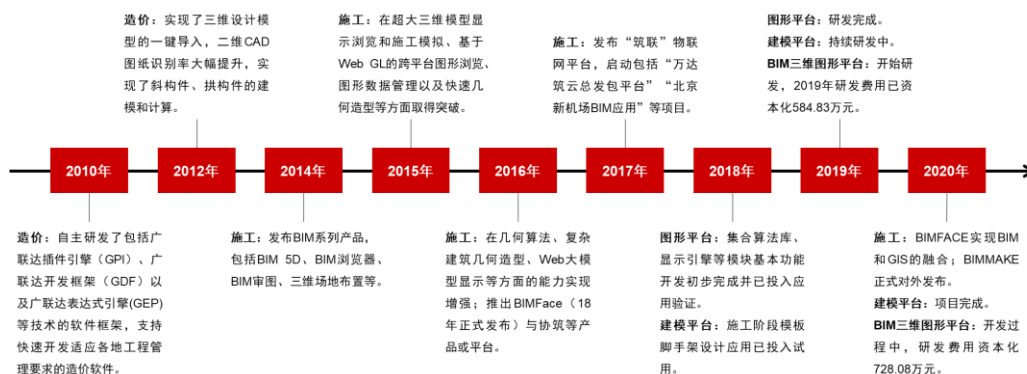 造价：实现了三维设计模
型的一键导入，二维CAD
图纸识别率大幅提升，实
现了斜构件、拱构件的建
模和计算。
施工：在超大三维模型显
示浏览和施工模拟、基于
Web GL的跨平台图形浏览、
图形数据管理以及快速几
何造型等方面取得突破。
施工：发布“筑联”物联
网平台，启动包括“万达
筑云总发包平台”“北京
新机场BIM应用”等项目。
图形平台：研发完成。
建模平台：持续研发中。
BIM三维图形平台：开始研
发，2019年研发费用已资
本化584.83万元。
2010年
2012年
2014年
2015年
2016年
2017年
2018年
2019年
2020年
造价：自主研发了包括广
联达插件引擎（GPI）、广
联达开发框架（GDF）以
及广联达表达式引擎(GEP)
等技术的软件框架，支持
快速开发适应各地工程管
理要求的造价软件。
施工：发布BIM系列产品，
包括BIM 5D、BIM浏览器、
BIM审图、三维场地布置等。
施工：在几何算法、复杂
建筑几何造型、Web大模
型显示等方面的能力实现
增强；推出BIMFace（18
年正式发布）与协筑等产
品或平台。
图形平台：集合算法库、
显示引擎等模块基本功能
开发初步完成并已投入应
用验证。
建模平台：施工阶段模板
脚手架设计应用已投入试
用。
施工：BIMFACE实现BIM
和GIS的融合；BIMMAKE
正式对外发布。
建模平台：项目完成。
BIM三维图形平台：开发过
程中，研发费用资本化
728.08万元。